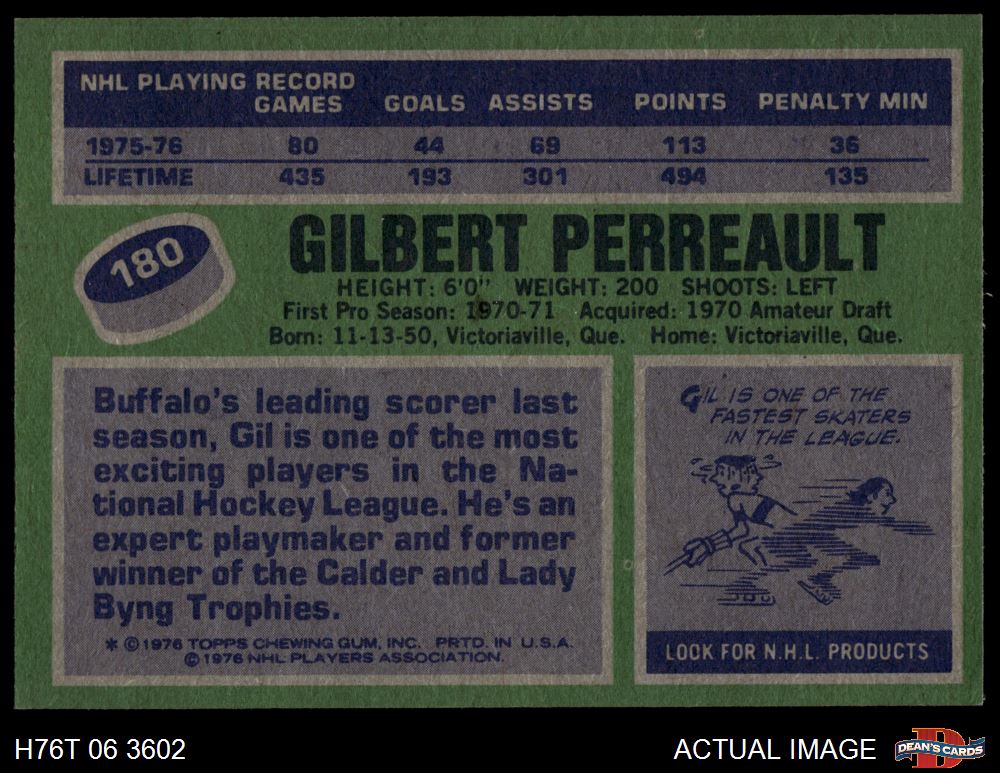 NHL PLAYING RECORD
GAMES GOALS ASSISTS POINTS PENALTY MIN
1975-76 80 44 69 113 36
LIFETIME 435 193 301 494 135
180
GILBERT PERREAULT
HEIGHT: 6'0" WEIGHT: 200 SHOOTS: LEFT
First Pro Season: 1970-71 Acquired: 1970 Amateur Draft
Born: 11-13-50, Victoriaville, Que. Home: Victoriaville, Que.
Buffalo's leading scorer last
season, Gil is one of the most
exciting players in the Na-
tional Hockey League. He's an
expert playmaker and former
winner of the Calder and Lady
Byng Trophies.
* © 1976 TOPPS CHEWING GUM, INC. PRTD. IN U.S.A.
© 1976 NHL PLAYERS ASSOCIATION.
GIL IS ONE OF THE
FASTEST SKATERS
IN THE LEAGUE.
LOOK FOR N.H.L. PRODUCTS
H76T 06 3602
ACTUAL IMAGE
D
DEAN'S CARDS